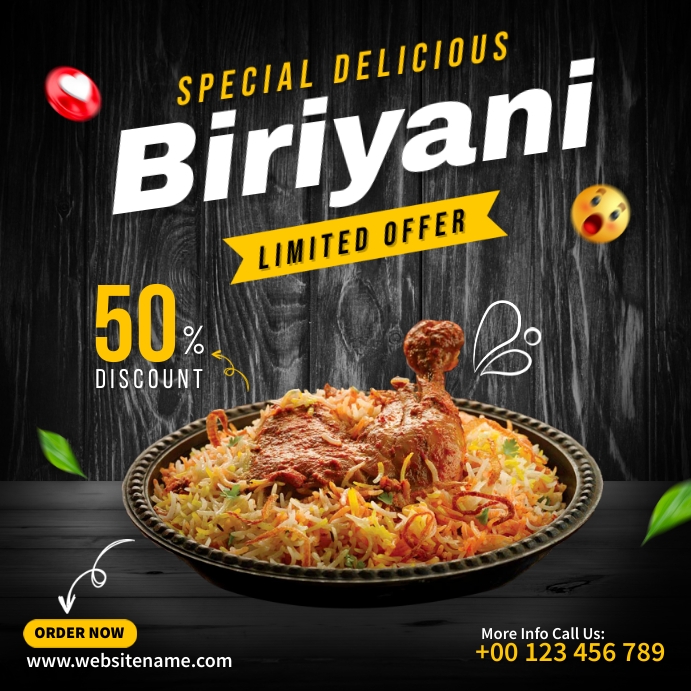 SPECIAL DELICIOUS
Biriyani
LIMITED OFFER
50%
DISCOUNT
ORDER NOW
www.websitename.com
More Info Call Us:
+00 123 456 789